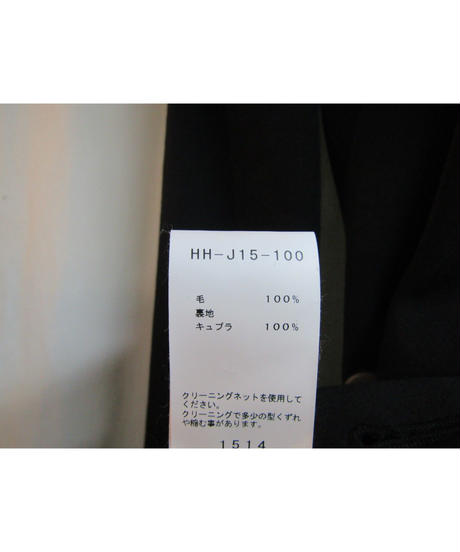 HH-J15-100
毛 100%
裏地
キュプラ 100%
クリーニングネットを使用して
ください。
クリーニングで多少の型くずれ
や縮む事があります。
1514